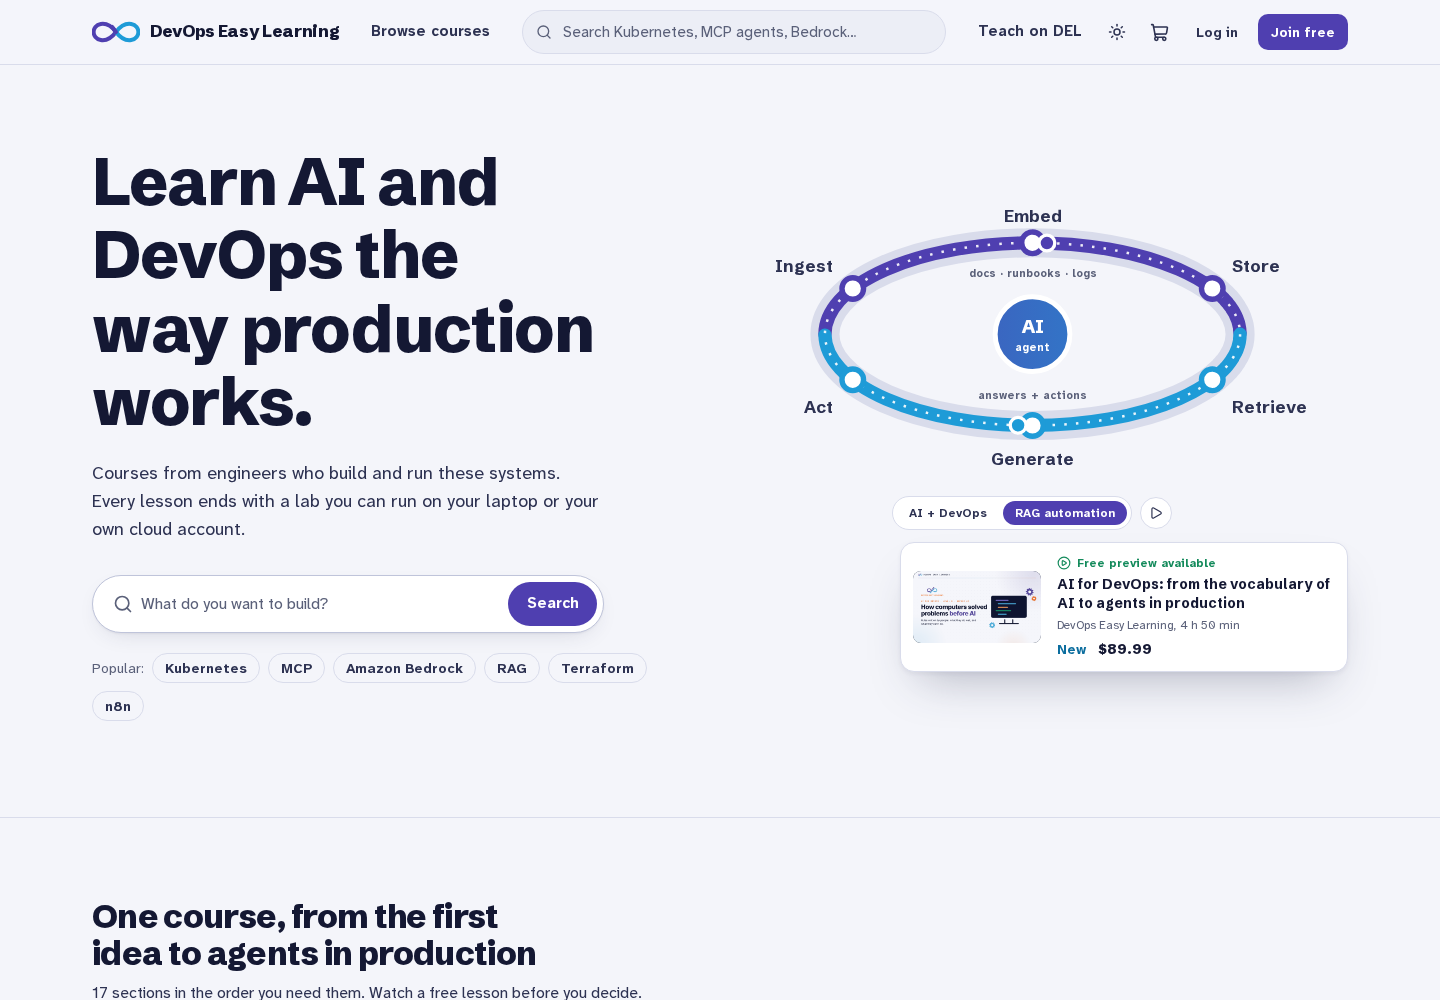 DevOps Easy Learning
Browse courses
Search Kubernetes, MCP agents, Bedrock...
Teach on DEL
Log in
Join free
Learn AI and
DevOps the
way production
works.
Courses from engineers who build and run these systems.
Every lesson ends with a lab you can run on your laptop or your
own cloud account.
What do you want to build?
Search
Popular:
Kubernetes
MCP
Amazon Bedrock
RAG
Terraform
n8n
Embed
Ingest
Store
docs · runbooks · logs
AI
agent
answers + actions
Act
Retrieve
Generate
AI + DevOps
RAG automation
How computers solved
problems before AI
Free preview available
AI for DevOps: from the vocabulary of
AI to agents in production
DevOps Easy Learning, 4 h 50 min
New $89.99
One course, from the first
idea to agents in production
17 sections in the order you need them. Watch a free lesson before you decide.